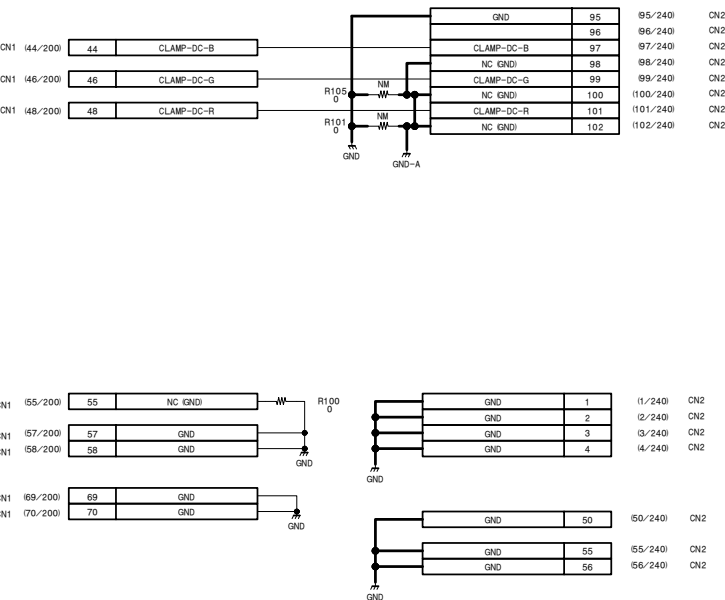 GND 95 (95/240) CN2
96 (96/240) CN2
CN1 (44/200) 44 CLAMP-DC-B CLAMP-DC-B 97 (97/240) CN2
NC (GND) 98 (98/240) CN2
CN1 (46/200) 46 CLAMP-DC-G CLAMP-DC-G 99 (99/240) CN2
R105 0 NM NC (GND) 100 (100/240) CN2
CN1 (48/200) 48 CLAMP-DC-R CLAMP-DC-R 101 (101/240) CN2
R101 0 NM NC (GND) 102 (102/240) CN2
GND GND-A
CN1 (55/200) 55 NC (GND) R100 0 GND 1 (1/240) CN2
GND 2 (2/240) CN2
CN1 (57/200) 57 GND GND 3 (3/240) CN2
CN1 (58/200) 58 GND GND 4 (4/240) CN2
GND
GND
CN1 (69/200) 69 GND
CN1 (70/200) 70 GND
GND
GND 50 (50/240) CN2
GND 55 (55/240) CN2
GND 56 (56/240) CN2
GND